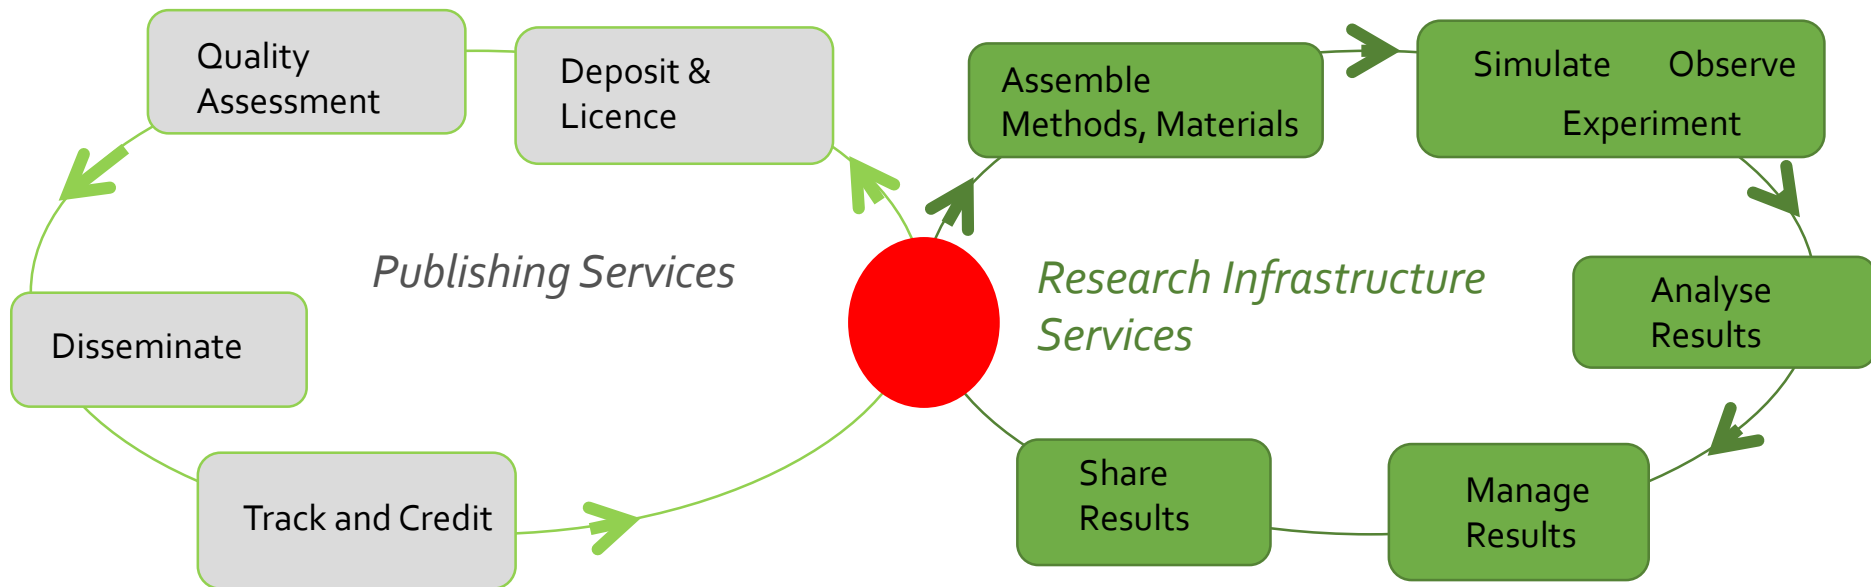 Quality
Assessment
Deposit &
Licence
Disseminate
Track and Credit
Publishing Services
Assemble
Methods, Materials
Simulate Observe
Experiment
Analyse
Results
Manage
Results
Share
Results
Research Infrastructure
Services